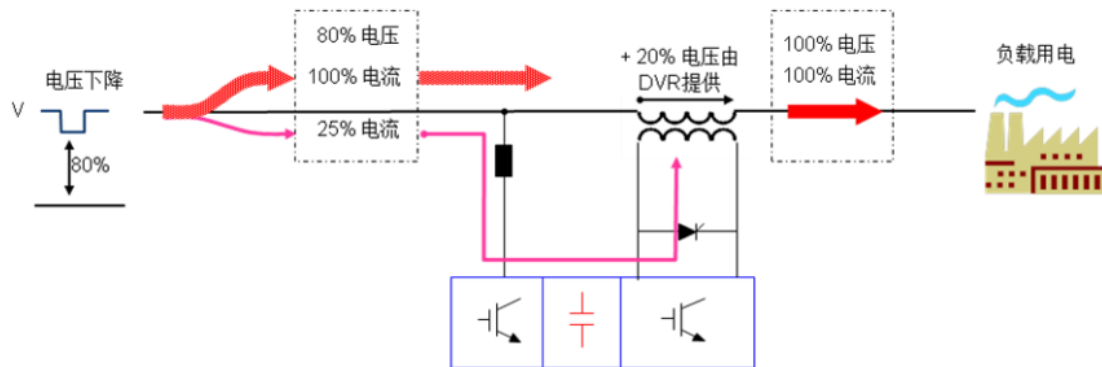 电压下降
V
80%
80% 电压
100% 电流
25% 电流
+ 20% 电压由
DVR提供
100% 电压
100% 电流
负载用电